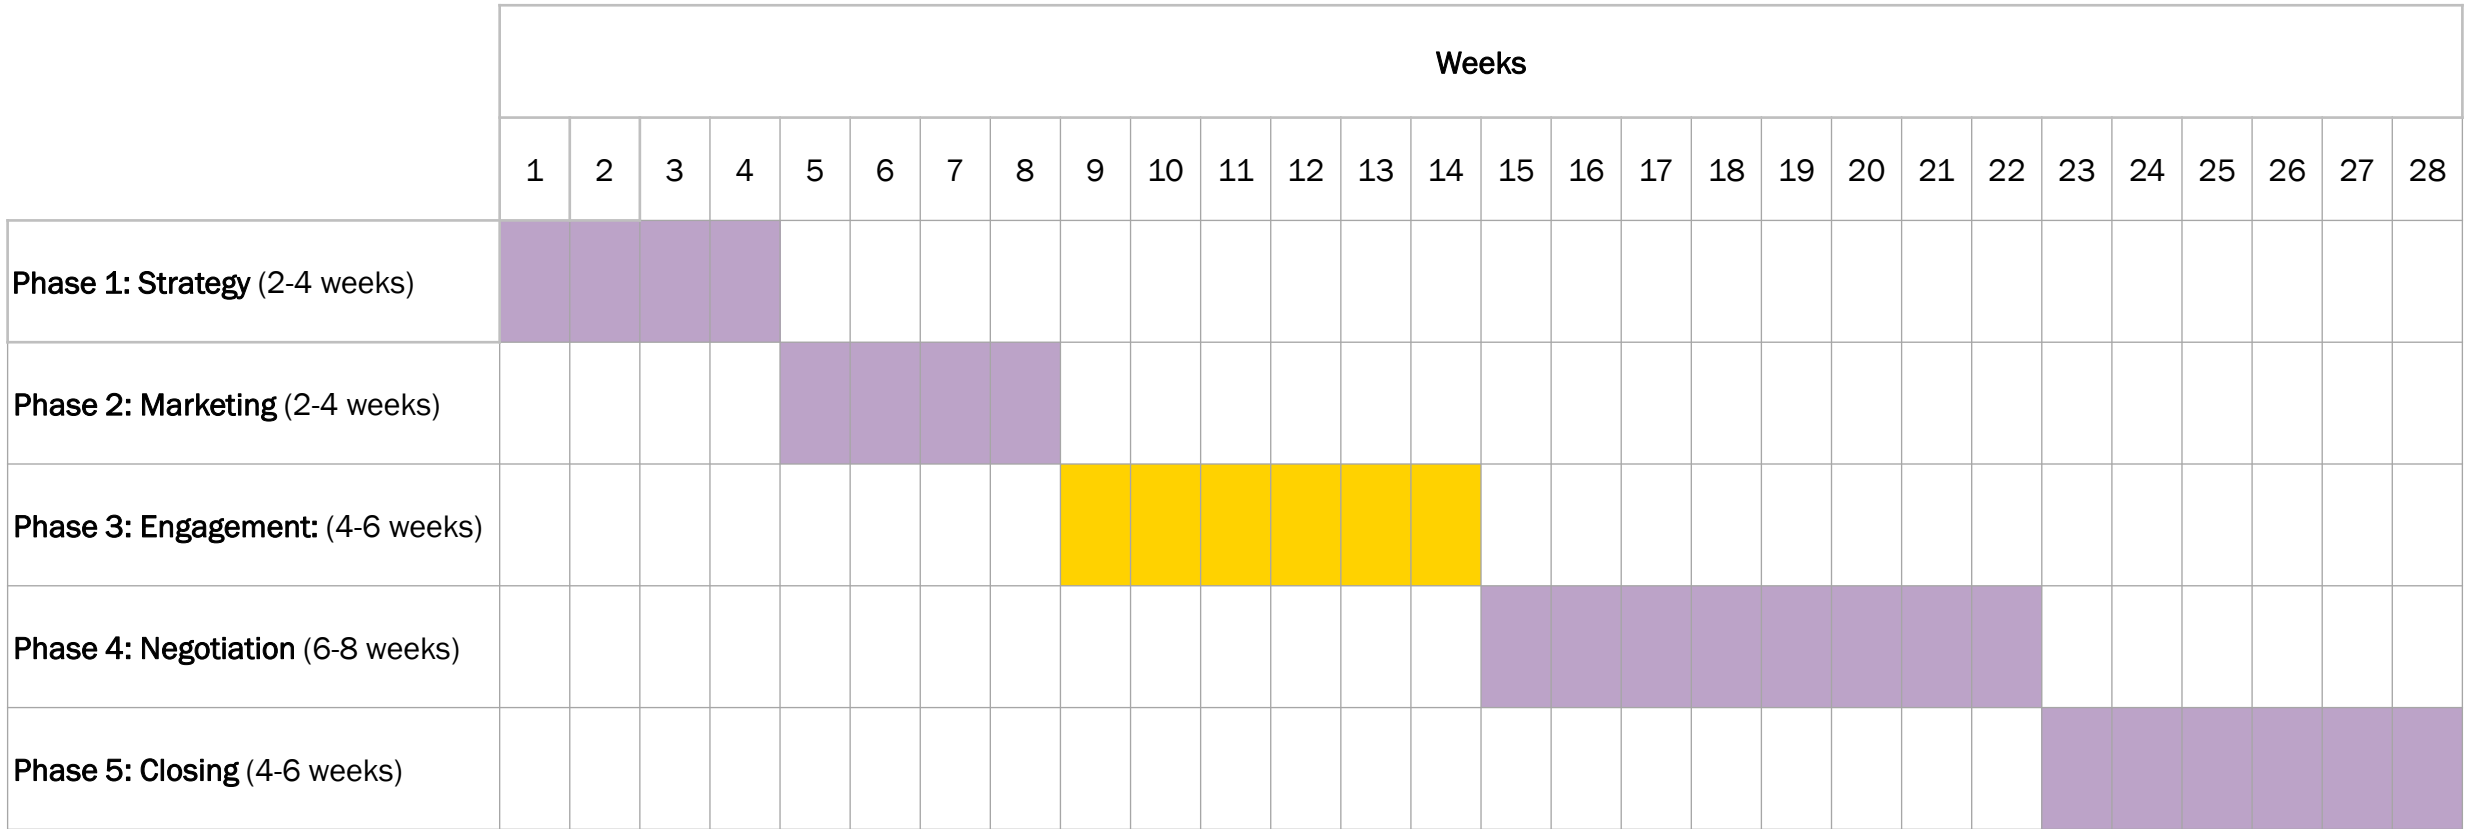 Weeks
1 2 3 4 5 6 7 8 9 10 11 12 13 14 15 16 17 18 19 20 21 22 23 24 25 26 27 28
Phase 1: Strategy (2-4 weeks)
Phase 2: Marketing (2-4 weeks)
Phase 3: Engagement: (4-6 weeks)
Phase 4: Negotiation (6-8 weeks)
Phase 5: Closing (4-6 weeks)